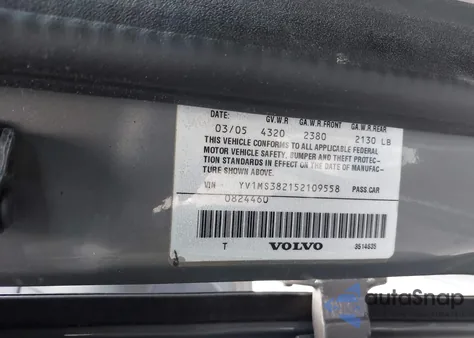 DATE: G.V.W.R GA.W.R.FRONT GA.W.R.REAR
03/05 4320 2380 2130 LB
THIS VEHICLE CONFORMS TO ALL APPLICABLE FEDERAL
MOTOR VEHICLE SAFETY, BUMPER AND THEFT PROTEC-
TION STANDARDS IN EFFECT ON THE DATE OF MANUFAC-
TURE SHOWN ABOVE.
VIN YV1MS382152109558 PASS.CAR
0824460
T VOLVO 9514635
autoSnap